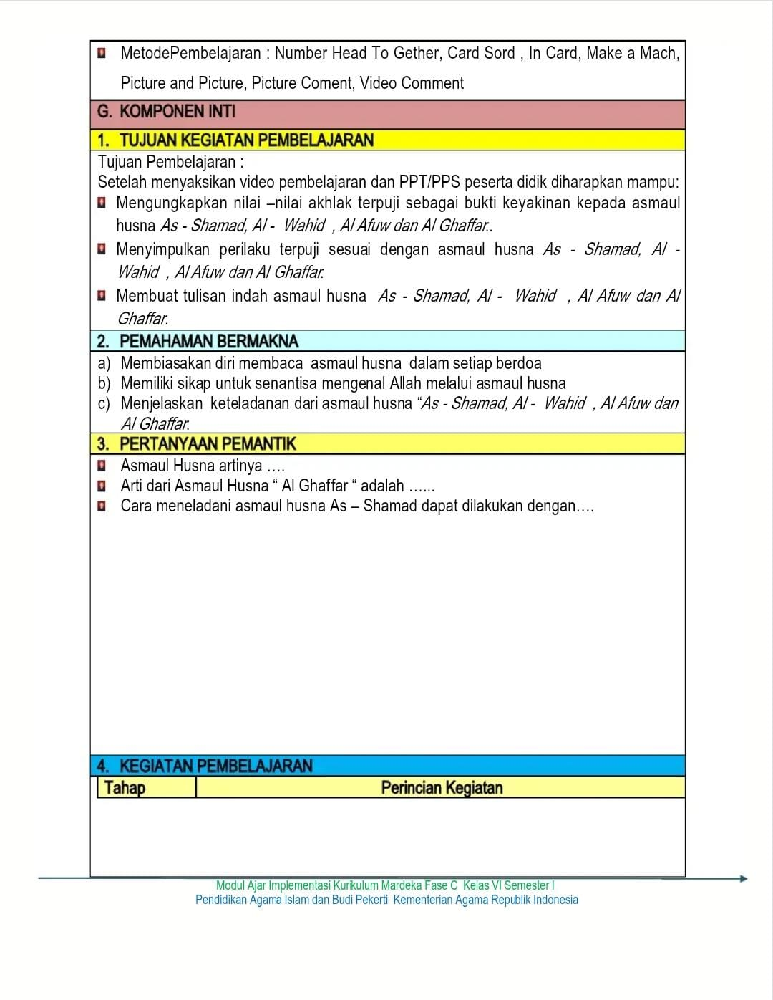 MetodePembelajaran : Number Head To Gether, Card Sord , In Card, Make a Mach,
Picture and Picture, Picture Coment, Video Comment
G. KOMPONEN INTI
1. TUJUAN KEGIATAN PEMBELAJARAN
Tujuan Pembelajaran :
Setelah menyaksikan video pembelajaran dan PPT/PPS peserta didik diharapkan mampu:
Mengungkapkan nilai –nilai akhlak terpuji sebagai bukti keyakinan kepada asmaul
husna As - Shamad, Al - Wahid , Al Afuw dan Al Ghaffar..
Menyimpulkan perilaku terpuji sesuai dengan asmaul husna As - Shamad, Al -
Wahid , Al Afuw dan Al Ghaffar.
Membuat tulisan indah asmaul husna As - Shamad, Al - Wahid , Al Afuw dan Al
Ghaffar.
2. PEMAHAMAN BERMAKNA
a) Membiasakan diri membaca asmaul husna dalam setiap berdoa
b) Memiliki sikap untuk senantisa mengenal Allah melalui asmaul husna
c) Menjelaskan keteladanan dari asmaul husna “As - Shamad, Al - Wahid , Al Afuw dan
Al Ghaffar.
3. PERTANYAAN PEMANTIK
Asmaul Husna artinya ….
Arti dari Asmaul Husna “ Al Ghaffar “ adalah …...
Cara meneladani asmaul husna As – Shamad dapat dilakukan dengan….
4. KEGIATAN PEMBELAJARAN
Tahap Perincian Kegiatan
Modul Ajar Implementasi Kurikulum Mardeka Fase C Kelas VI Semester I
Pendidikan Agama Islam dan Budi Pekerti Kementerian Agama Republik Indonesia